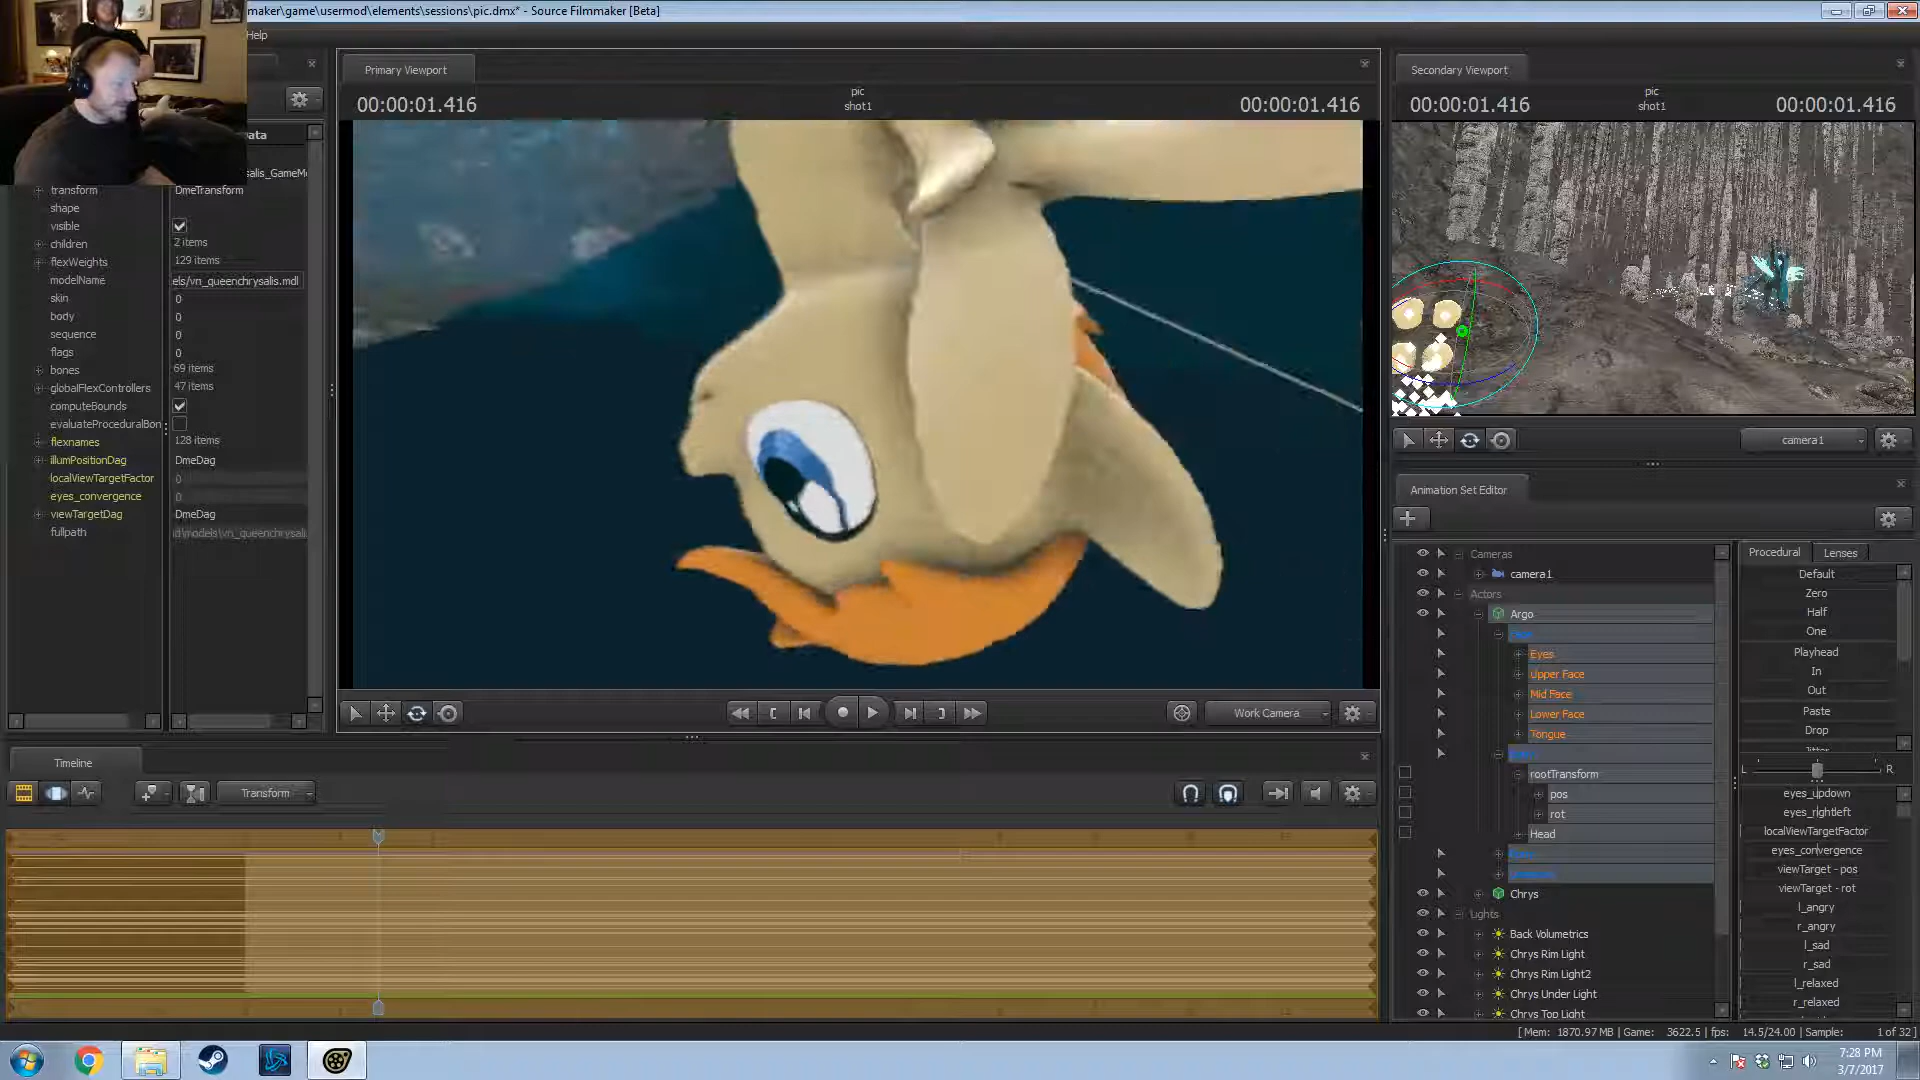 maker\game\usermod\elements\sessions\pic.dmx* - Source Filmmaker [Beta]
Help
Primary Viewport
Secondary Viewport
pic
shot1
00:00:01.416
00:00:01.416
pic
shot1
00:00:01.416
00:00:01.416
ata
salis_GameMo
transform
DmeTransform
shape
visible
children
2 items
flexWeights
129 items
modelName
els/vn_queenchrysalis.mdl
skin
0
body
0
sequence
0
flags
0
bones
69 items
globalFlexControllers
47 items
computeBounds
evaluateProceduralBon
flexnames
128 items
illumPositionDag
DmeDag
localViewTargetFactor
0
eyes_convergence
0
viewTargetDag
DmeDag
fullpath
d\models\vn_queenchrysali
Work Camera
camera1
Animation Set Editor
Cameras
camera1
Actors
Argo
Eyes
Upper Face
Mid Face
Lower Face
Tongue
rootTransform
pos
rot
Head
Chrys
Lights
Back Volumetrics
Chrys Rim Light
Chrys Rim Light2
Chrys Under Light
Chrys Top Light
Procedural
Lenses
Default
Zero
Half
One
Playhead
In
Out
Paste
Drop
Jitter
L
R
eyes_updown
eyes_rightleft
localViewTargetFactor
eyes_convergence
viewTarget - pos
viewTarget - rot
l_angry
r_angry
l_sad
r_sad
l_relaxed
r_relaxed
Timeline
Transform
[ Mem: 1870.97 MB | Game: 3622.5 | fps: 14.5/24.00 | Sample: 1 of 32 ]
7:28 PM
3/7/2017